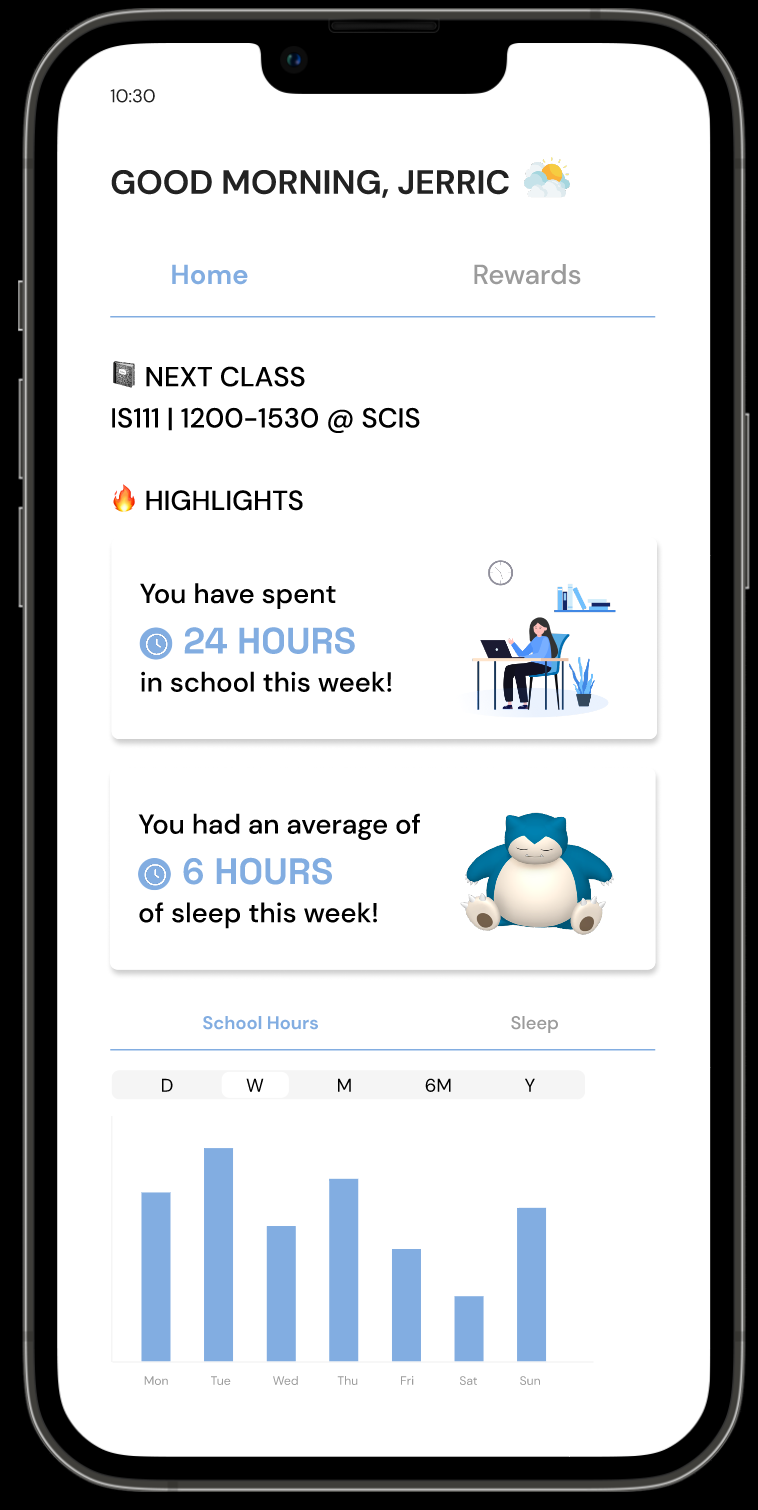 10:30
GOOD MORNING, JERRIC
Home Rewards
NEXT CLASS
IS111 | 1200-1530 @ SCIS
HIGHLIGHTS
You have spent
24 HOURS
in school this week!
You had an average of
6 HOURS
of sleep this week!
School Hours Sleep
D W M 6M Y
Mon Tue Wed Thu Fri Sat Sun